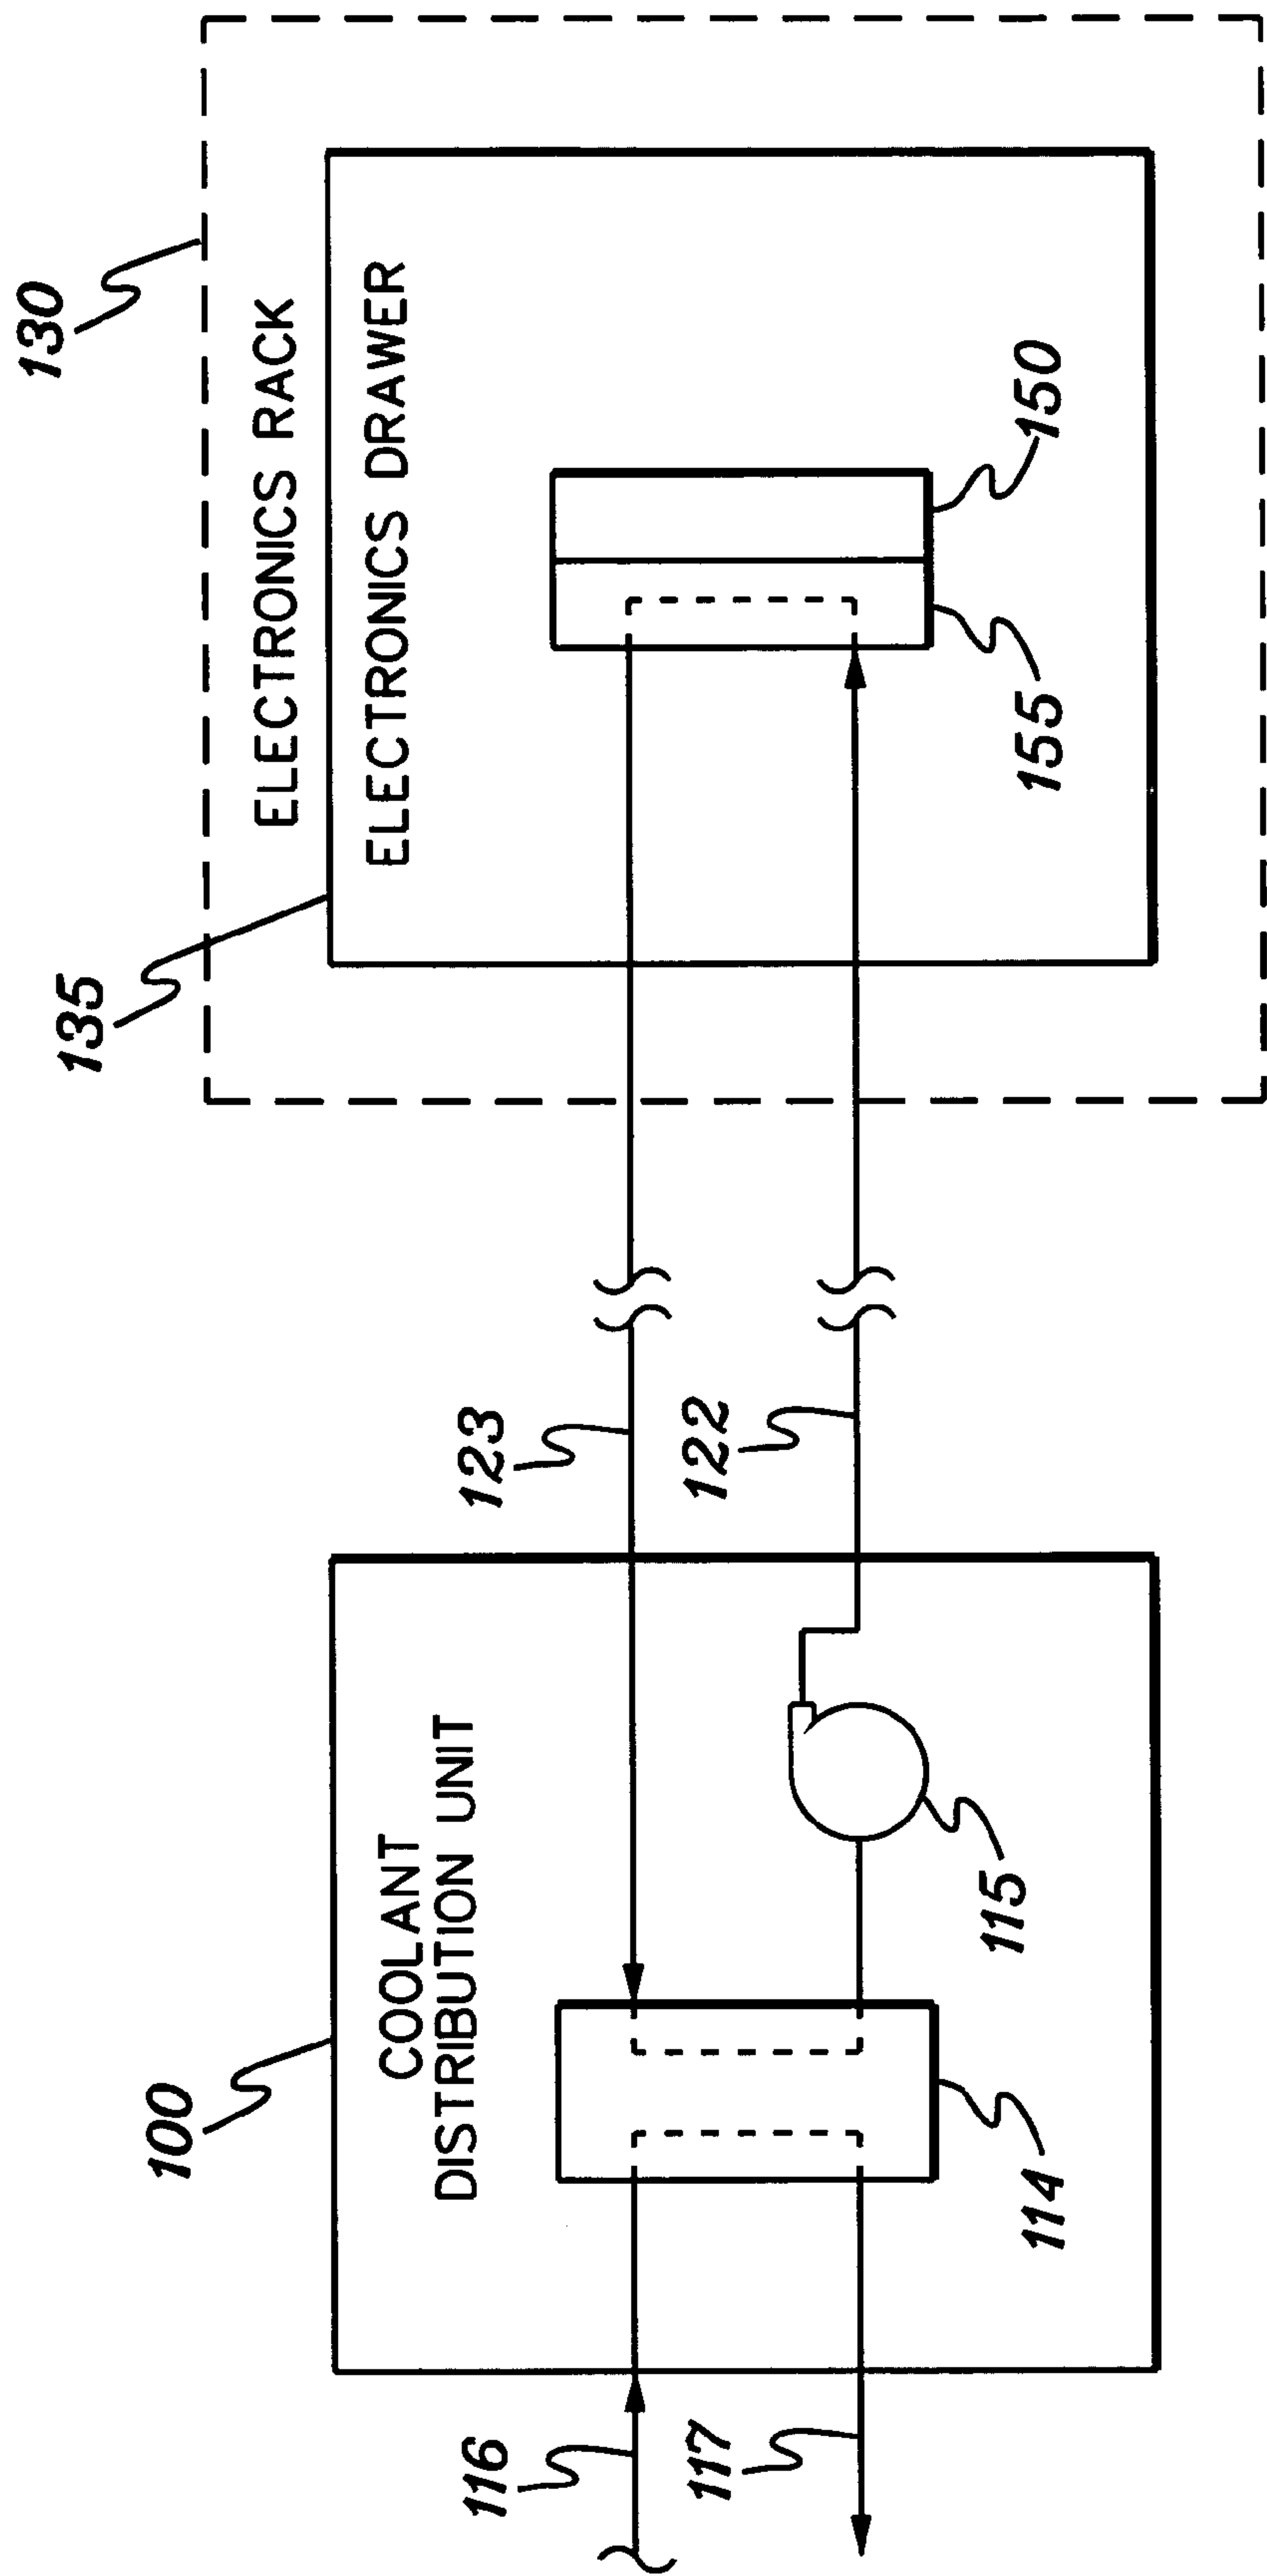 100
COOLANT
DISTRIBUTION UNIT
116
117
114
115
123
122
135
130
ELECTRONICS RACK
ELECTRONICS DRAWER
155
150